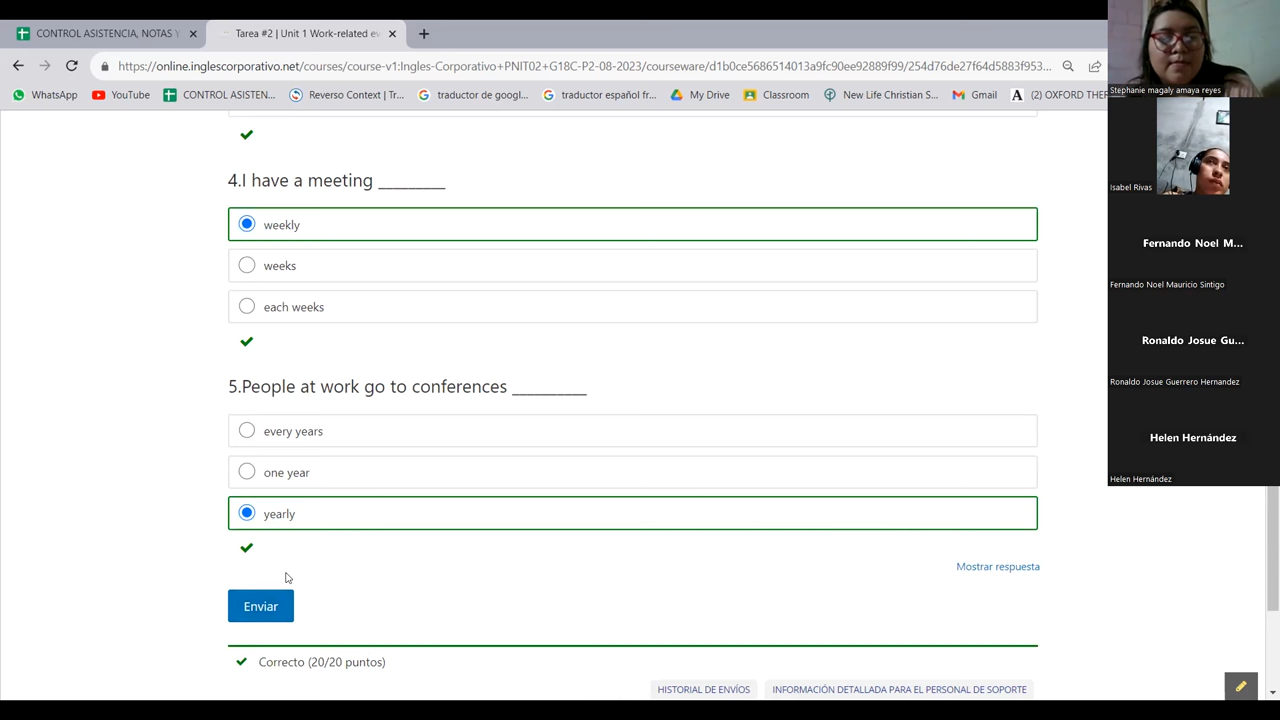 CONTROL ASISTENCIA, NOTAS Y
Tarea #2 | Unit 1 Work-related ev
https://online.inglescorporativo.net/courses/course-v1:Ingles-Corporativo+PNIT02+G18C-P2-08-2023/courseware/d1b0ce5686514013a9fc90ee92889f99/254d76de27f64d5883f953...
WhatsApp
YouTube
CONTROL ASISTEN...
Reverso Context | Tr...
traductor de googl...
traductor español fr...
My Drive
Classroom
New Life Christian S...
Gmail
(2) OXFORD THE
4.I have a meeting _________
weekly
weeks
each weeks
5.People at work go to conferences __________
every years
one year
yearly
Mostrar respuesta
Enviar
Correcto (20/20 puntos)
HISTORIAL DE ENVÍOS
INFORMACIÓN DETALLADA PARA EL PERSONAL DE SOPORTE
Stephanie magaly amaya reyes
Isabel Rivas
Fernando Noel M...
Fernando Noel Mauricio Sintigo
Ronaldo Josue Gu...
Ronaldo Josue Guerrero Hernandez
Helen Hernández
Helen Hernández